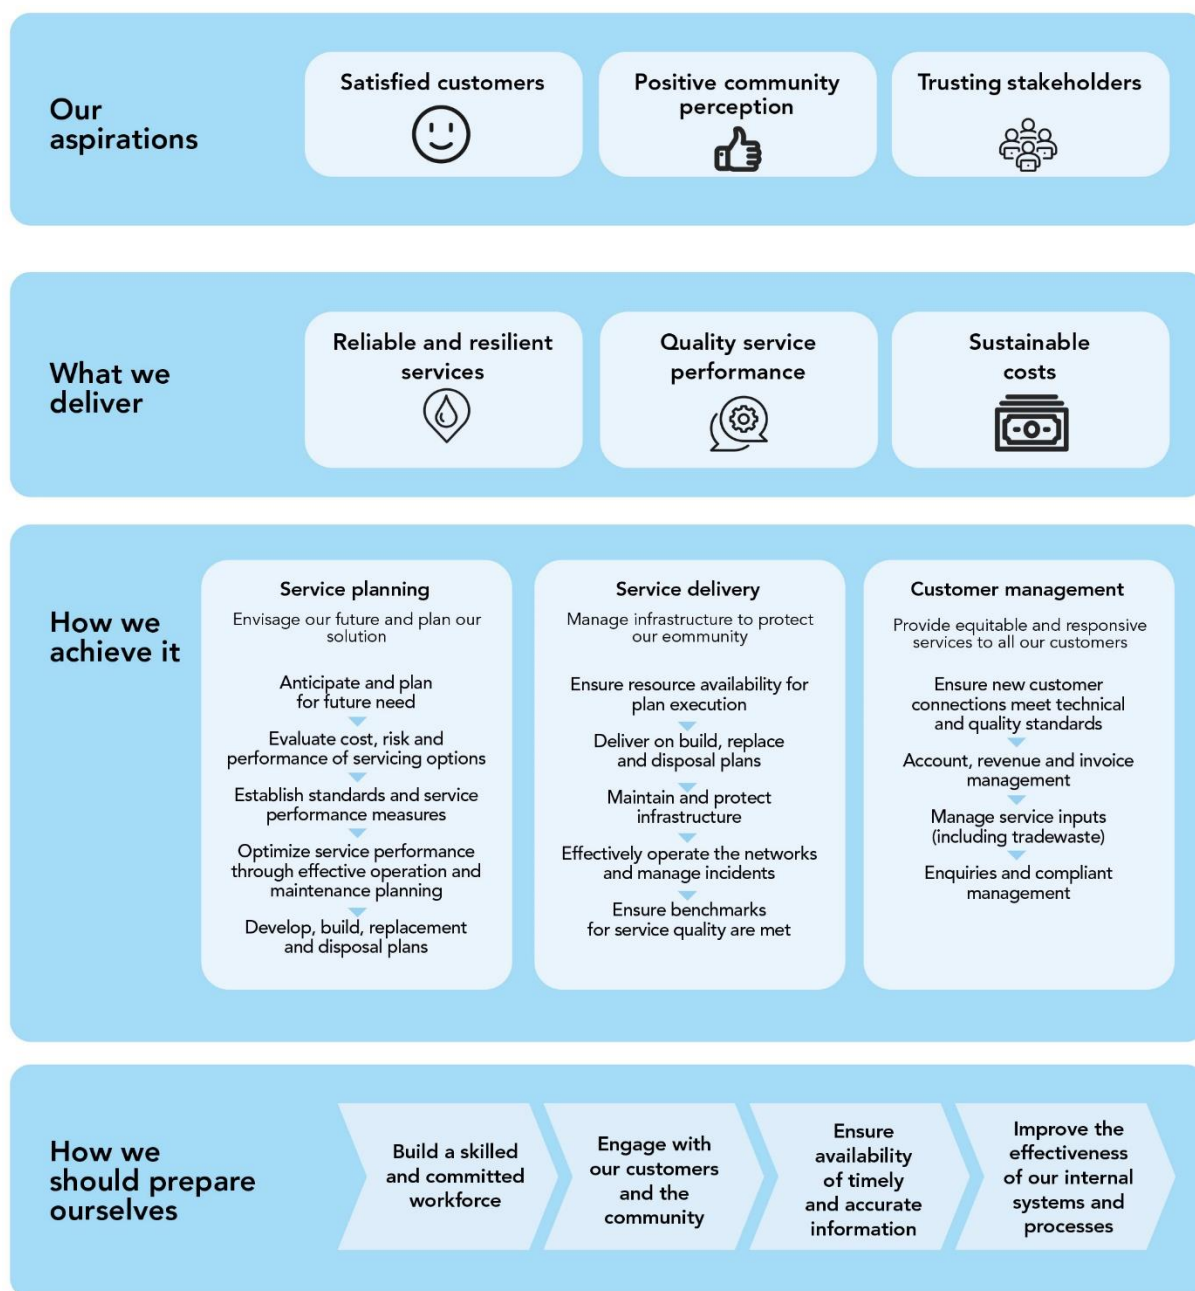 Our
aspirations
Satisfied customers
Positive community
perception
Trusting stakeholders
What we
deliver
Reliable and resilient
services
Quality service
performance
Sustainable
costs
How we
achieve it
Service planning
Envisage our future and plan our
solution
Anticipate and plan
for future need
Evaluate cost, risk and
performance of servicing options
Establish standards and service
performance measures
Optimize service performance
through effective operation and
maintenance planning
Develop, build, replacement
and disposal plans
Service delivery
Manage infrastructure to protect
our eommunity
Ensure resource availability for
plan execution
Deliver on build, replace
and disposal plans
Maintain and protect
infrastructure
Effectively operate the networks
and manage incidents
Ensure benchmarks
for service quality are met
Customer management
Provide equitable and responsive
services to all our customers
Ensure new customer
connections meet technical
and quality standards
Account, revenue and invoice
management
Manage service inputs
(including tradewaste)
Enquiries and compliant
management
How we
should prepare
ourselves
Build a skilled
and committed
workforce
Engage with
our customers
and the
community
Ensure
availability
of timely
and accurate
information
Improve the
effectiveness
of our internal
systems and
processes